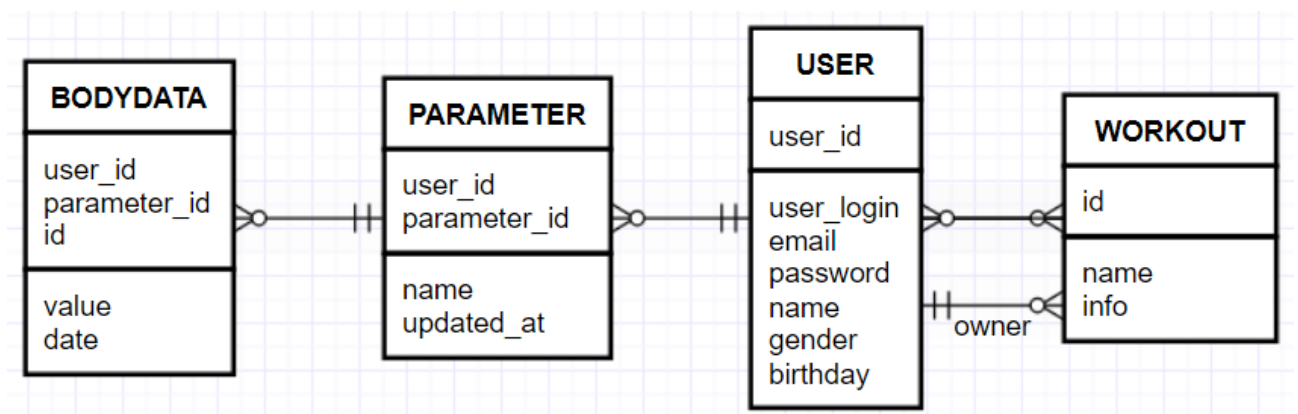 BODYDATA
user_id
parameter_id
id
value
date
PARAMETER
user_id
parameter_id
name
updated_at
USER
user_id
user_login
email
password
name
gender
birthday
owner
WORKOUT
id
name
info